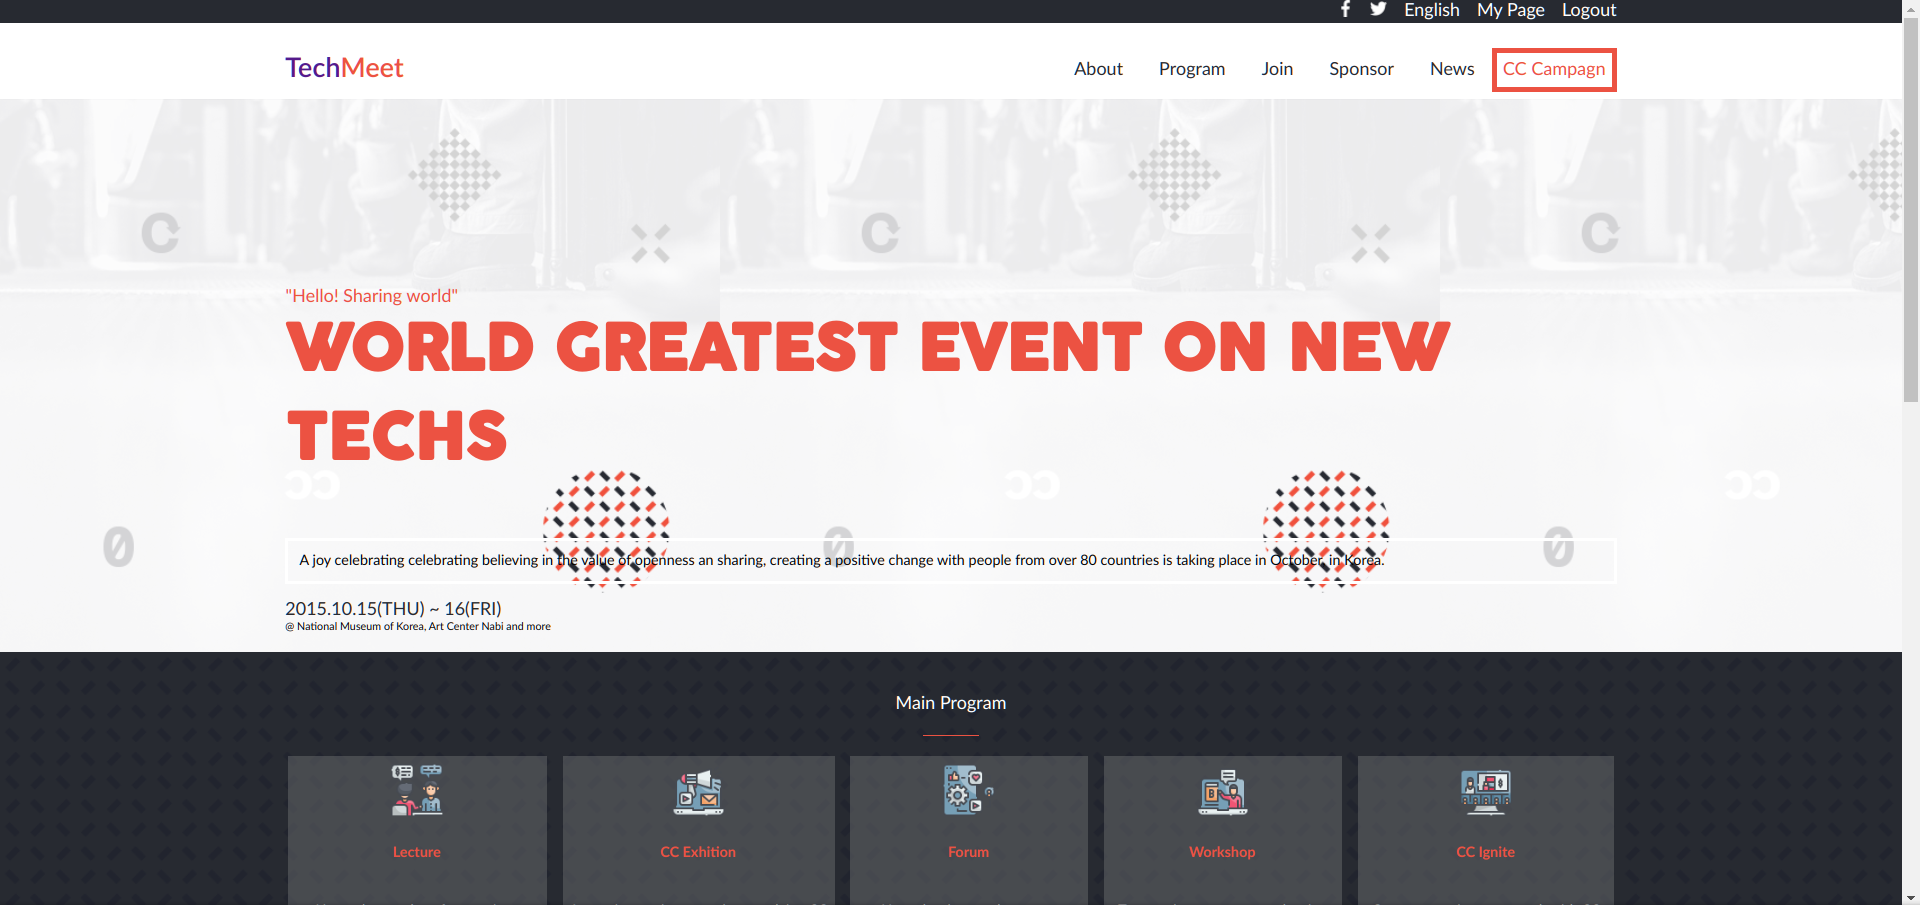 English My Page Logout
TechMeet
About Program Join Sponsor News CC Campagn
"Hello! Sharing world"
WORLD GREATEST EVENT ON NEW
TECHS
A joy celebrating celebrating believing in the value of openness an sharing, creating a positive change with people from over 80 countries is taking place in October, in Korea.
2015.10.15(THU) ~ 16(FRI)
@ National Museum of Korea, Art Center Nabi and more
Main Program
Lecture
CC Exhition
Forum
Workshop
CC Ignite